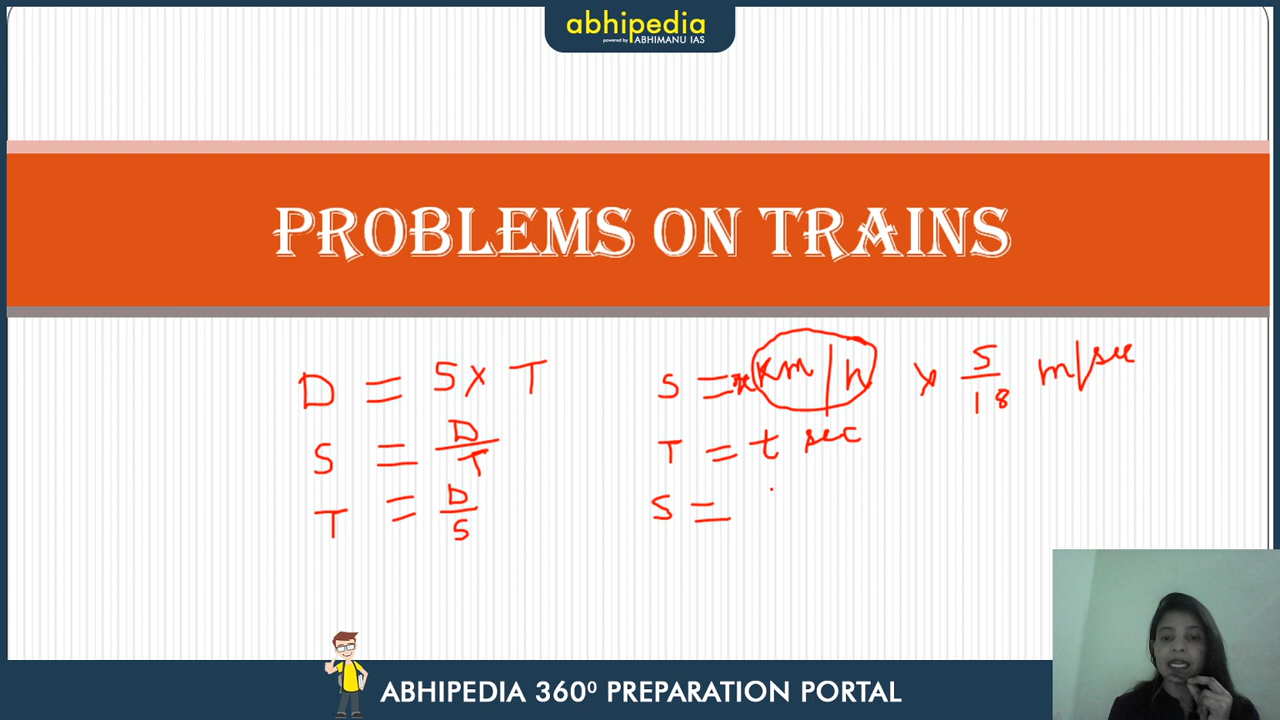 abhipedia
powered by ABHIMANU IAS
PROBLEMS ON TRAINS
D = S x T
S = D/T
T = D/S
S = x km/h x 5/18 m/sec
T = t sec
S =
ABHIPEDIA 360⁰ PREPARATION PORTAL